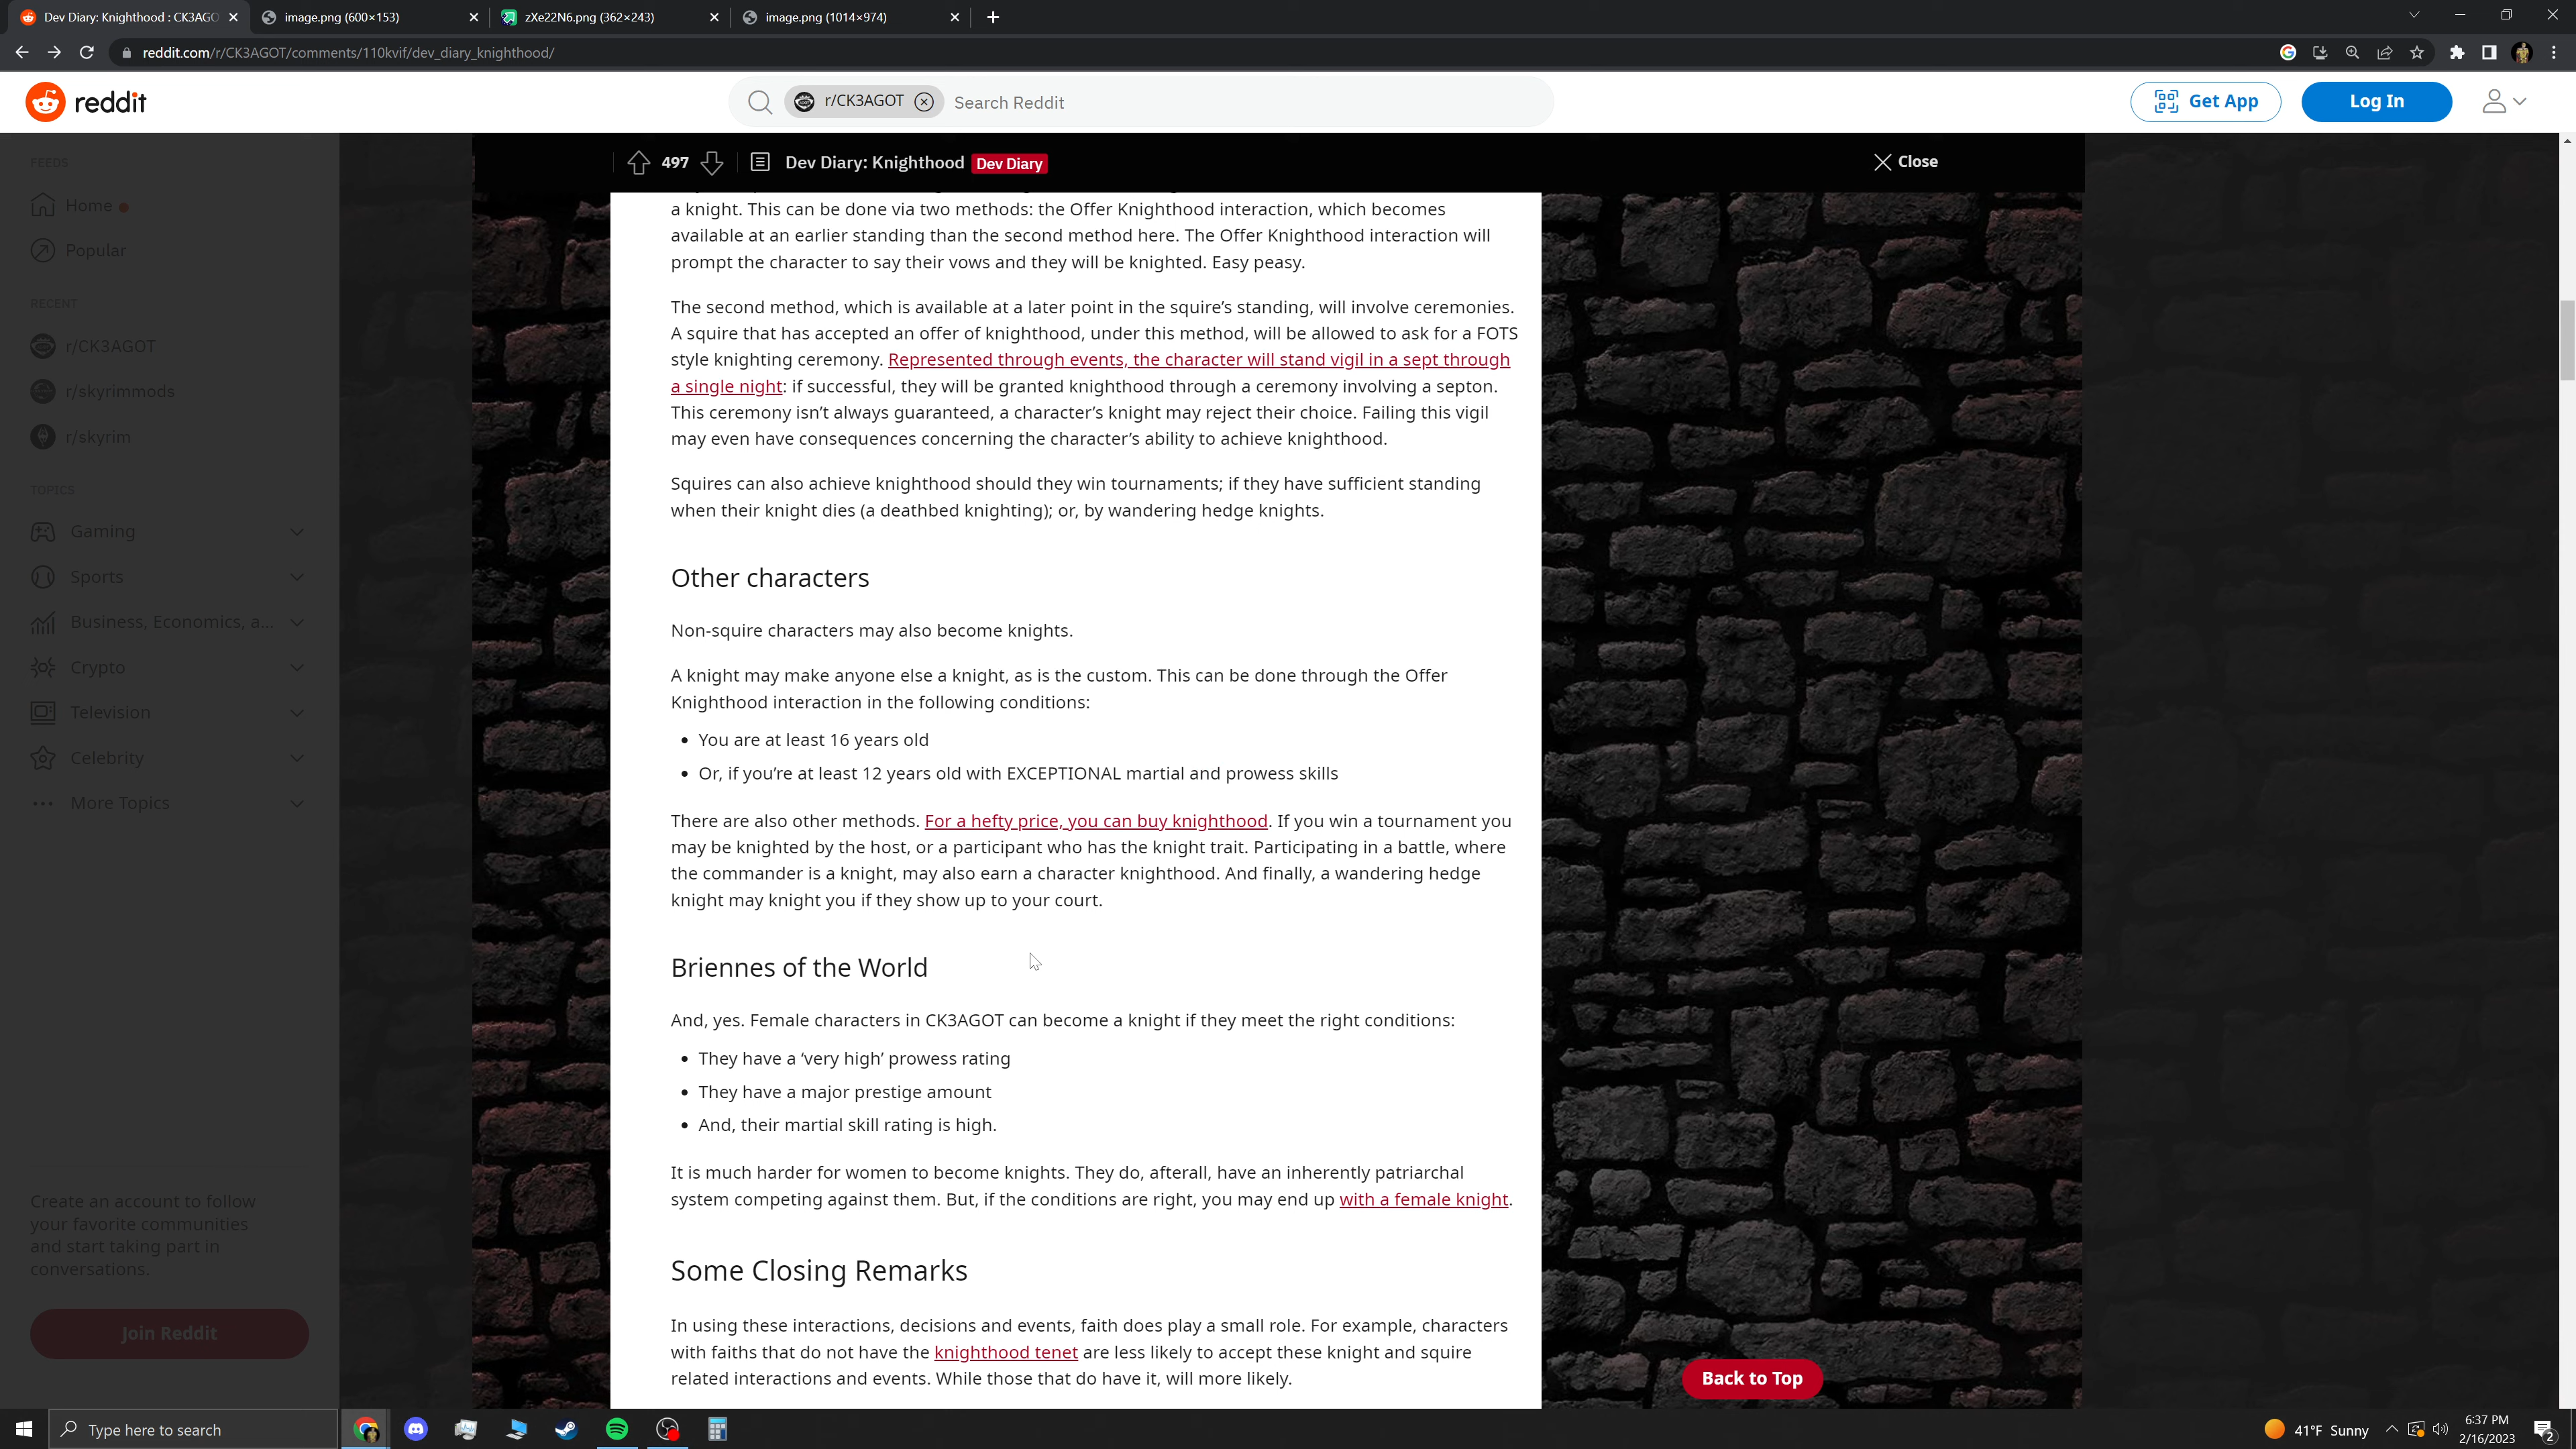 Dev Diary: Knighthood : CK3AGO
image.png (600×153)
zXe22N6.png (362×243)
image.png (1014×974)
reddit.com/r/CK3AGOT/comments/110kvif/dev_diary_knighthood/
reddit
r/CK3AGOT
Search Reddit
Get App
Log In
497
Dev Diary: Knighthood
Dev Diary
Close
FEEDS
Home
Popular
RECENT
r/CK3AGOT
r/skyrimmods
r/skyrim
TOPICS
Gaming
Sports
Business, Economics, a...
Crypto
Television
Celebrity
More Topics
Create an account to follow
your favorite communities
and start taking part in
conversations.
Join Reddit
a knight. This can be done via two methods: the Offer Knighthood interaction, which becomes
available at an earlier standing than the second method here. The Offer Knighthood interaction will
prompt the character to say their vows and they will be knighted. Easy peasy.
The second method, which is available at a later point in the squire’s standing, will involve ceremonies.
A squire that has accepted an offer of knighthood, under this method, will be allowed to ask for a FOTS
style knighting ceremony. Represented through events, the character will stand vigil in a sept through
a single night: if successful, they will be granted knighthood through a ceremony involving a septon.
This ceremony isn’t always guaranteed, a character’s knight may reject their choice. Failing this vigil
may even have consequences concerning the character’s ability to achieve knighthood.
Squires can also achieve knighthood should they win tournaments; if they have sufficient standing
when their knight dies (a deathbed knighting); or, by wandering hedge knights.
Other characters
Non-squire characters may also become knights.
A knight may make anyone else a knight, as is the custom. This can be done through the Offer
Knighthood interaction in the following conditions:
• You are at least 16 years old
• Or, if you’re at least 12 years old with EXCEPTIONAL martial and prowess skills
There are also other methods. For a hefty price, you can buy knighthood. If you win a tournament you
may be knighted by the host, or a participant who has the knight trait. Participating in a battle, where
the commander is a knight, may also earn a character knighthood. And finally, a wandering hedge
knight may knight you if they show up to your court.
Briennes of the World
And, yes. Female characters in CK3AGOT can become a knight if they meet the right conditions:
• They have a ‘very high’ prowess rating
• They have a major prestige amount
• And, their martial skill rating is high.
It is much harder for women to become knights. They do, afterall, have an inherently patriarchal
system competing against them. But, if the conditions are right, you may end up with a female knight.
Some Closing Remarks
In using these interactions, decisions and events, faith does play a small role. For example, characters
with faiths that do not have the knighthood tenet are less likely to accept these knight and squire
related interactions and events. While those that do have it, will more likely.
Back to Top
Type here to search
41°F Sunny
6:37 PM
2/16/2023
2